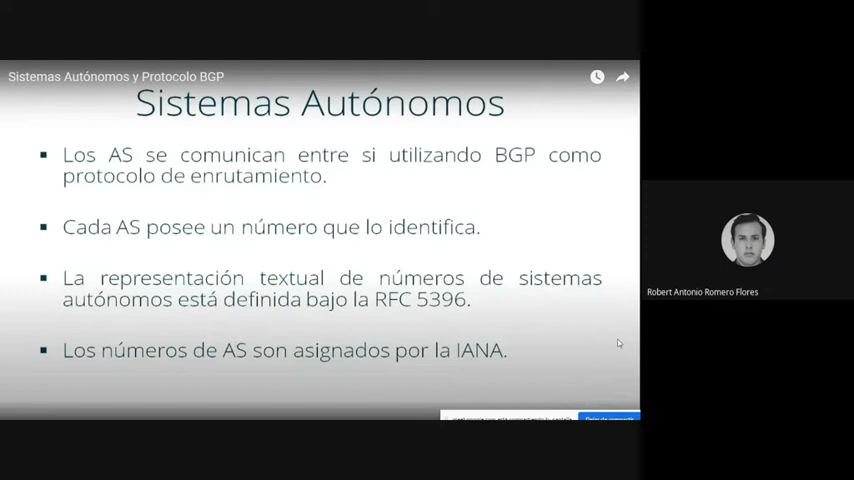 Sistemas Autónomos y Protocolo BGP
Sistemas Autónomos
Los AS se comunican entre si utilizando BGP como
protocolo de enrutamiento.
Cada AS posee un número que lo identifica.
La representación textual de números de sistemas
autónomos está definida bajo la RFC 5396.
Los números de AS son asignados por la IANA.
Robert Antonio Romero Flores